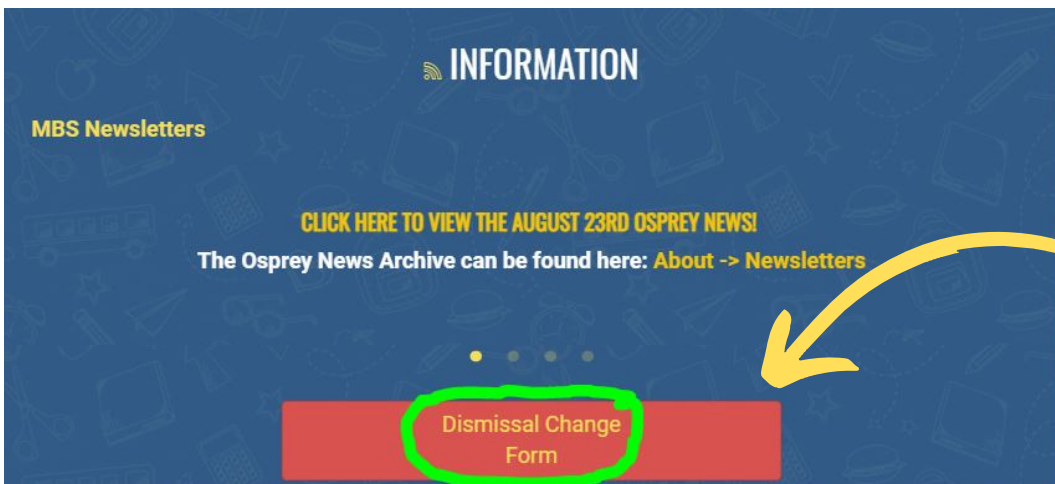 INFORMATION
MBS Newsletters
CLICK HERE TO VIEW THE AUGUST 23RD OSPREY NEWS!
The Osprey News Archive can be found here: About -> Newsletters
Dismissal Change
Form